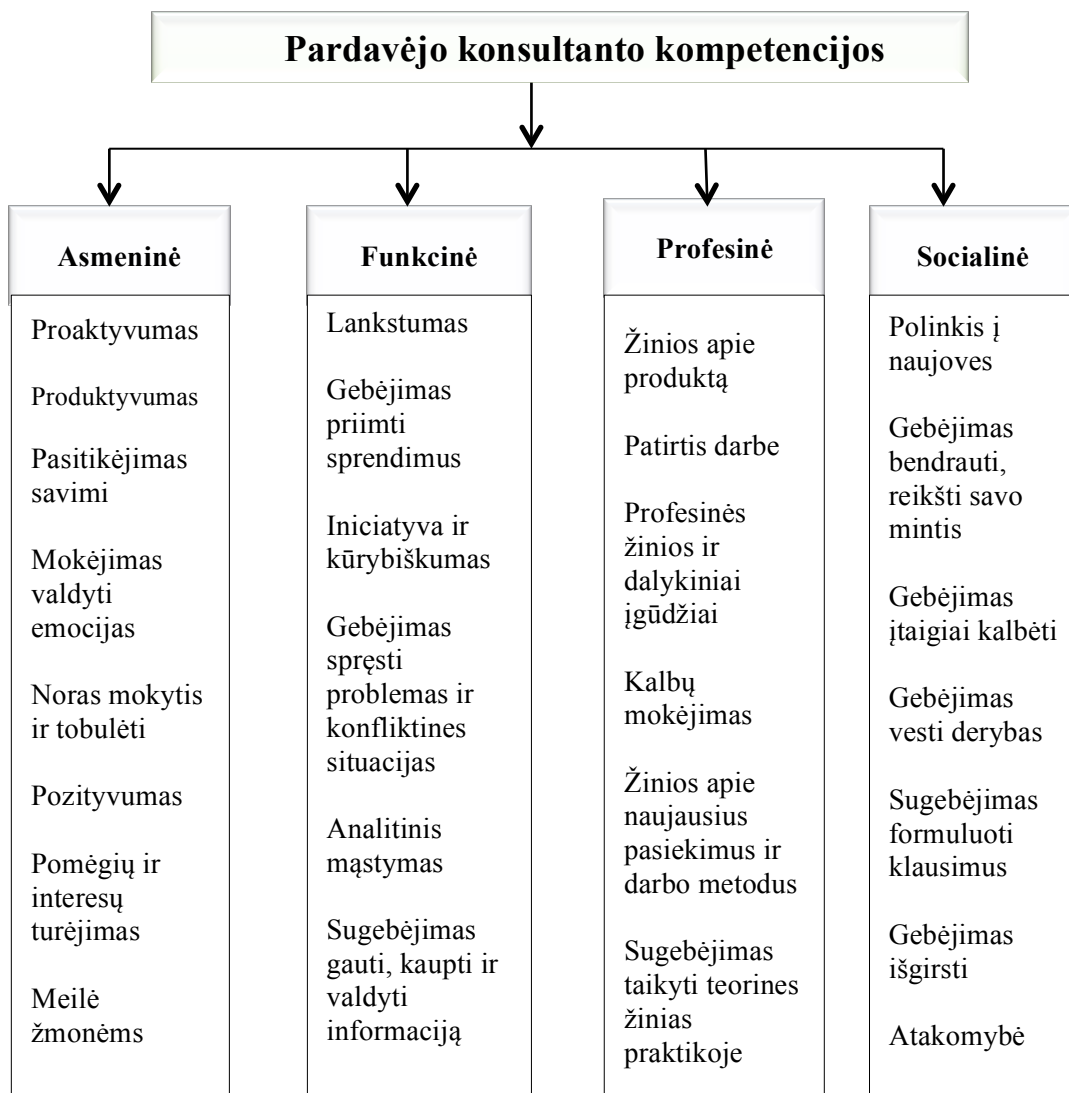 Pardavėjo konsultanto kompetencijos
Asmeninė
Proaktyvumas
Produktyvumas
Pasitikėjimas
savimi
Mokėjimas
valdyti
emocijas
Noras mokytis
ir tobulėti
Pozityvumas
Pomėgių ir
interesų
turėjimas
Meilė
žmonėms
Funkcinė
Lankstumas
Gebėjimas
priimti
sprendimus
Iniciatyva ir
kūrybiškumas
Gebėjimas
spręsti
problemas ir
konfliktines
situacijas
Analitinis
mąstymas
Sugebėjimas
gauti, kaupti ir
valdyti
informaciją
Profesinė
Žinios apie
produktą
Patirtis darbe
Profesinės
žinios ir
dalykiniai
įgūdžiai
Kalbų
mokėjimas
Žinios apie
naujausius
pasiekimus ir
darbo metodus
Sugebėjimas
taikyti teorines
žinias
praktikoje
Socialinė
Polinkis į
naujoves
Gebėjimas
bendrauti,
reikšti savo
mintis
Gebėjimas
įtaigiai kalbėti
Gebėjimas
vesti derybas
Sugebėjimas
formuluoti
klausimus
Gebėjimas
išgirsti
Atakomybė